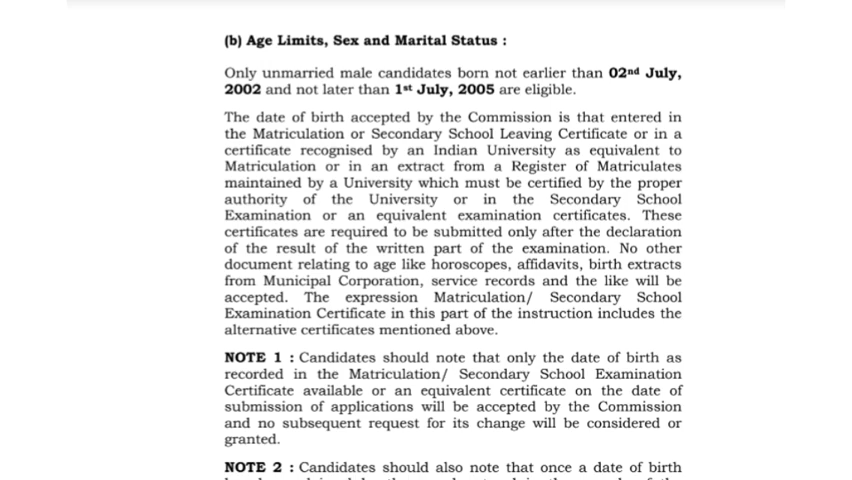 (b) Age Limits, Sex and Marital Status :
Only unmarried male candidates born not earlier than 02nd July,
2002 and not later than 1st July, 2005 are eligible.
The date of birth accepted by the Commission is that entered in
the Matriculation or Secondary School Leaving Certificate or in a
certificate recognised by an Indian University as equivalent to
Matriculation or in an extract from a Register of Matriculates
maintained by a University which must be certified by the proper
authority of the University or in the Secondary School
Examination or an equivalent examination certificates. These
certificates are required to be submitted only after the declaration
of the result of the written part of the examination. No other
document relating to age like horoscopes, affidavits, birth extracts
from Municipal Corporation, service records and the like will be
accepted. The expression Matriculation/ Secondary School
Examination Certificate in this part of the instruction includes the
alternative certificates mentioned above.
NOTE 1 : Candidates should note that only the date of birth as
recorded in the Matriculation/ Secondary School Examination
Certificate available or an equivalent certificate on the date of
submission of applications will be accepted by the Commission
and no subsequent request for its change will be considered or
granted.
NOTE 2 : Candidates should also note that once a date of birth